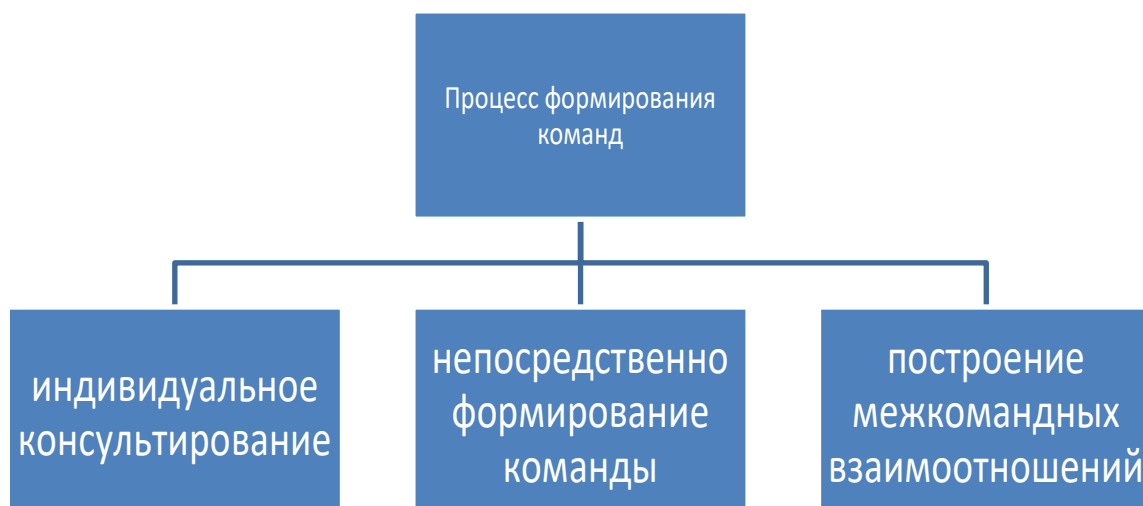 Процесс формирования
команд
индивидуальное
консультирование
непосредственно
формирование
команды
построение
межкомандных
взаимоотношений